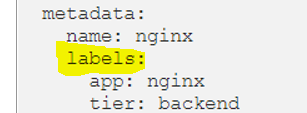 metadata:
  name: nginx
  labels:
    app: nginx
    tier: backend